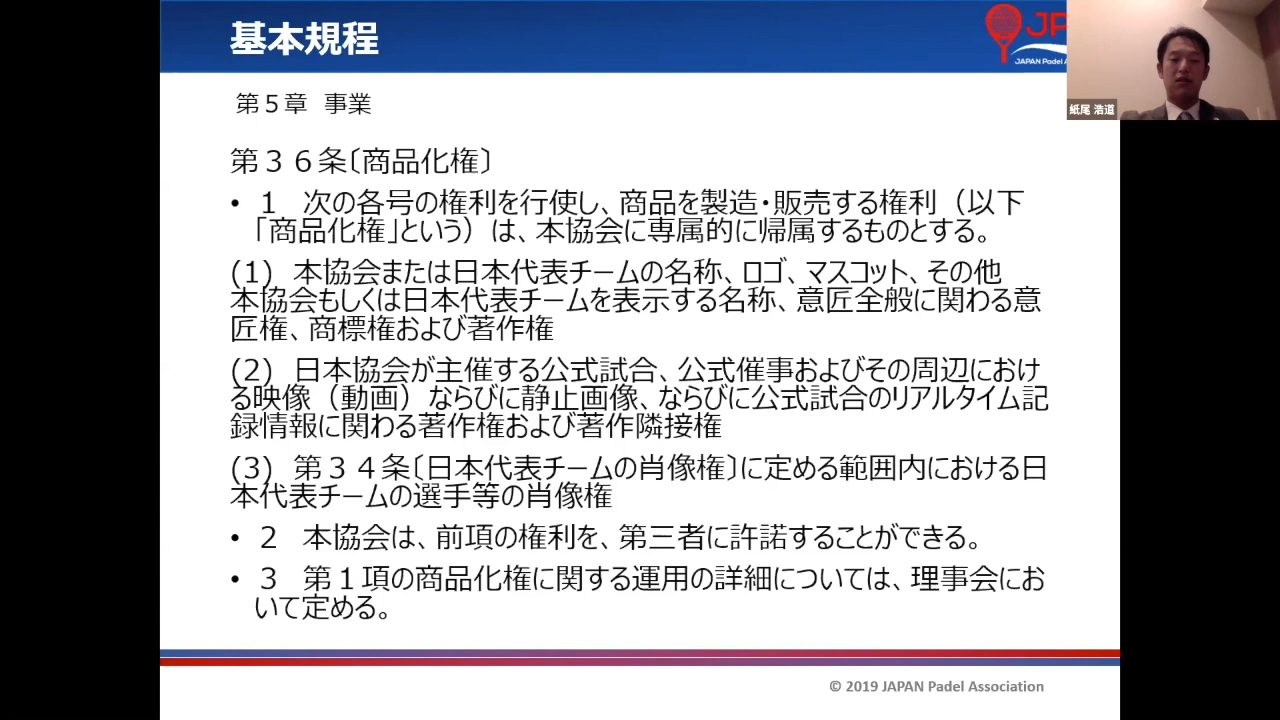 基本規程
JP
JAPAN Padel A
紙尾 浩道
第５章　事業
第３６条〔商品化権〕
• １　次の各号の権利を行使し、商品を製造・販売する権利（以下
「商品化権」という）は、本協会に専属的に帰属するものとする。
(1)　本協会または日本代表チームの名称、ロゴ、マスコット、その他
本協会もしくは日本代表チームを表示する名称、意匠全般に関わる意
匠権、商標権および著作権
(2)　日本協会が主催する公式試合、公式催事およびその周辺におけ
る映像（動画）ならびに静止画像、ならびに公式試合のリアルタイム記
録情報に関わる著作権および著作隣接権
(3)　第３４条〔日本代表チームの肖像権〕に定める範囲内における日
本代表チームの選手等の肖像権
• ２　本協会は、前項の権利を、第三者に許諾することができる。
• ３　第１項の商品化権に関する運用の詳細については、理事会にお
いて定める。
© 2019 JAPAN Padel Association